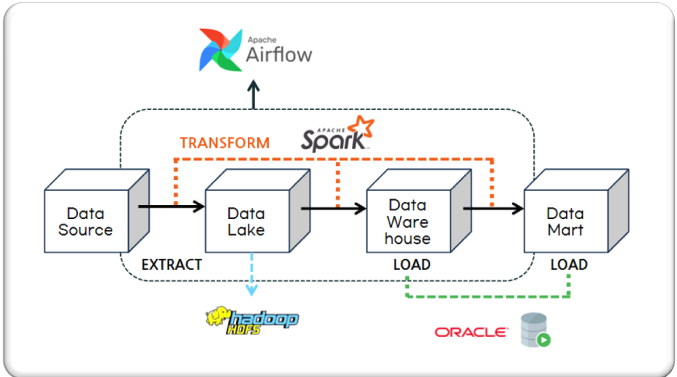 Apache
Airflow
TRANSFORM
APACHE
Spark
Data
Source
Data
Lake
Data
Ware
house
Data
Mart
EXTRACT
LOAD
LOAD
hadoop
HDFS
ORACLE